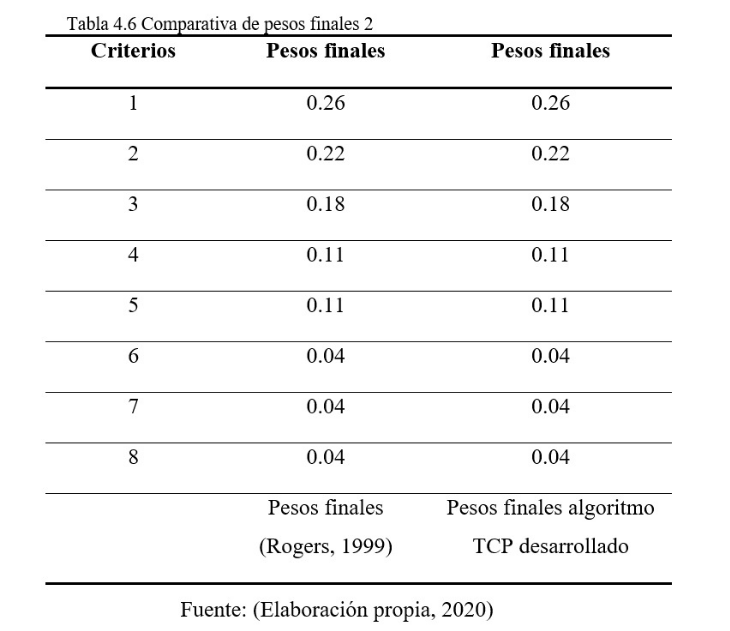 Tabla 4.6 Comparativa de pesos finales 2
Criterios Pesos finales Pesos finales
1 0.26 0.26
2 0.22 0.22
3 0.18 0.18
4 0.11 0.11
5 0.11 0.11
6 0.04 0.04
7 0.04 0.04
8 0.04 0.04
Pesos finales Pesos finales algoritmo
(Rogers, 1999) TCP desarrollado
Fuente: (Elaboración propia, 2020)